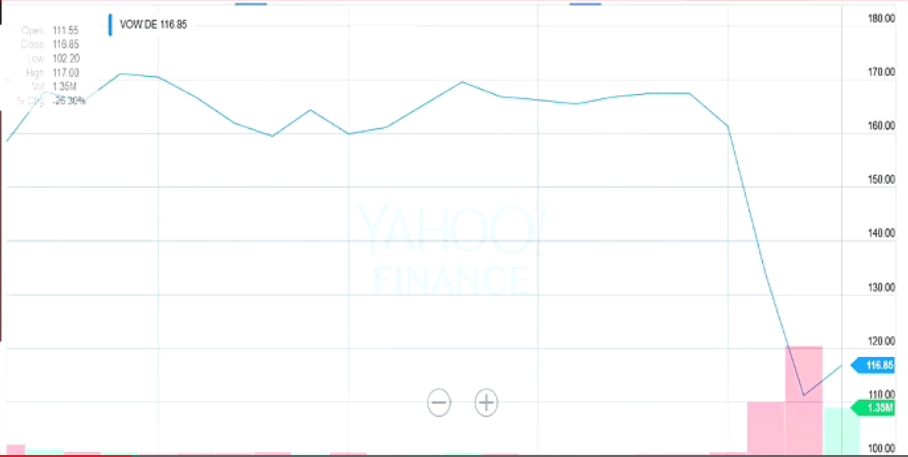 VOW.DE 116.85
Open 111.55
Close 116.85
Low 102.20
High 117.00
Vol 1.35M
% Chg -26.30%
180.00
170.00
160.00
150.00
140.00
130.00
120.00
116.85
110.00
1.35M
100.00
YAHOO!
FINANCE